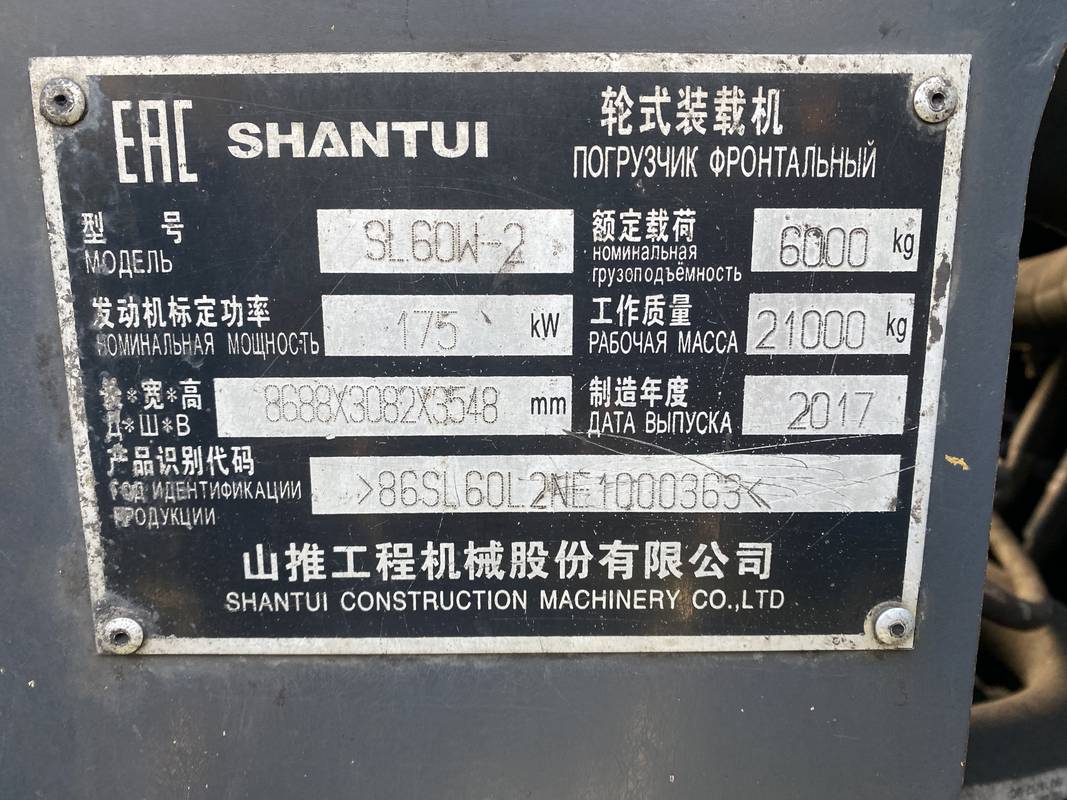 EAC SHANTUI
轮式装载机
ПОГРУЗЧИК ФРОНТАЛЬНЫЙ
型 号
МОДЕЛЬ
SL60W-2
额定载荷
номинальная
грузоподъёмность
6000 kg
发动机标定功率
НОМИНАЛЬНАЯ МОЩНОСТЬ
175 kW
工作质量
РАБОЧАЯ МАССА
21000 kg
长*宽*高
Д*Ш*В
8688X3082X3548 mm
制造年度
ДАТА ВЫПУСКА
2017
产品识别代码
ГОД ИДЕНТИФИКАЦИИ
ПРОДУКЦИИ
>86SL60L2NE1000363<
山推工程机械股份有限公司
SHANTUI CONSTRUCTION MACHINERY CO.,LTD